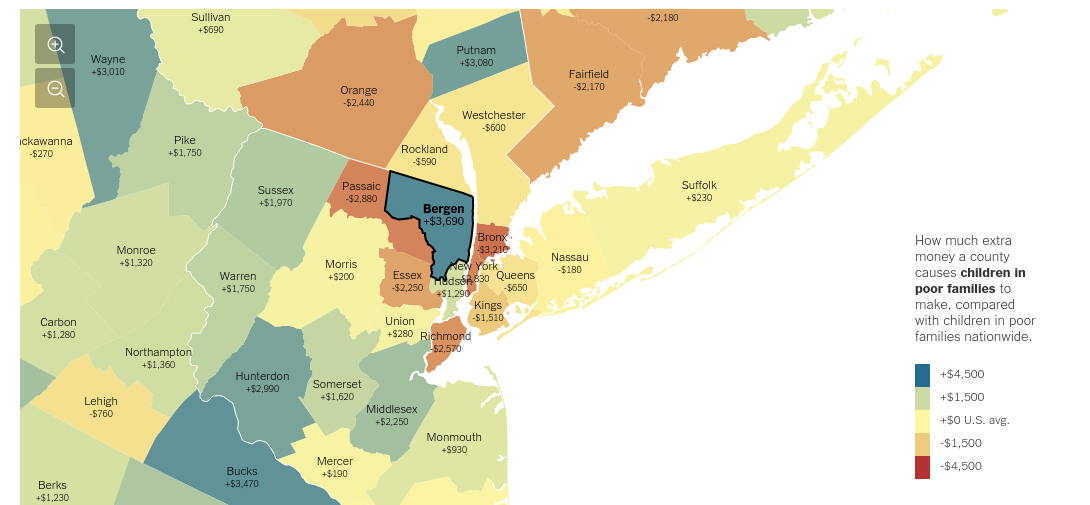 Sullivan
+$690
-$2,180
Wayne
+$3,010
Putnam
+$3,080
Fairfield
-$2,170
Orange
-$2,440
Westchester
-$600
Pike
+$1,750
ckawanna
-$270
Rockland
-$590
Sussex
+$1,970
Passaic
-$2,880
Suffolk
+$230
Bergen
+$3,690
Monroe
+$1,320
Bronx
-$3,210
Morris
+$200
New York
Nassau
-$180
Warren
+$1,750
Essex
-$2,250
Queens
-$650
Hudson
+$1,290
Kings
-$1,510
Carbon
+$1,280
Union
+$280
Richmond
-$2,570
Northampton
+$1,360
Hunterdon
+$2,990
Somerset
+$1,620
Lehigh
-$760
Middlesex
+$2,250
Monmouth
+$930
Mercer
+$190
Bucks
+$3,470
Berks
+$1,230
How much extra
money a county
causes children in
poor families to
make, compared
with children in poor
families nationwide.
+$4,500
+$1,500
+$0 U.S. avg.
-$1,500
-$4,500